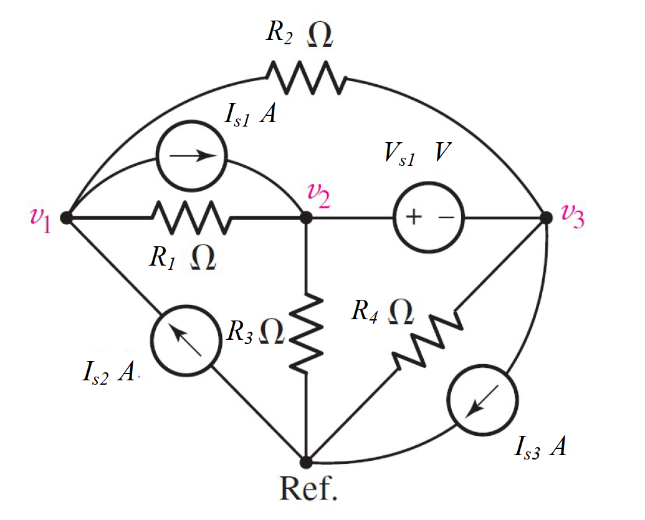 R₂ Ω
Iₛ₁ A
Vₛ₁ V
v₁
v₂
+ −
v₃
R₁ Ω
R₃ Ω
R₄ Ω
Iₛ₂ A
Iₛ₃ A
Ref.